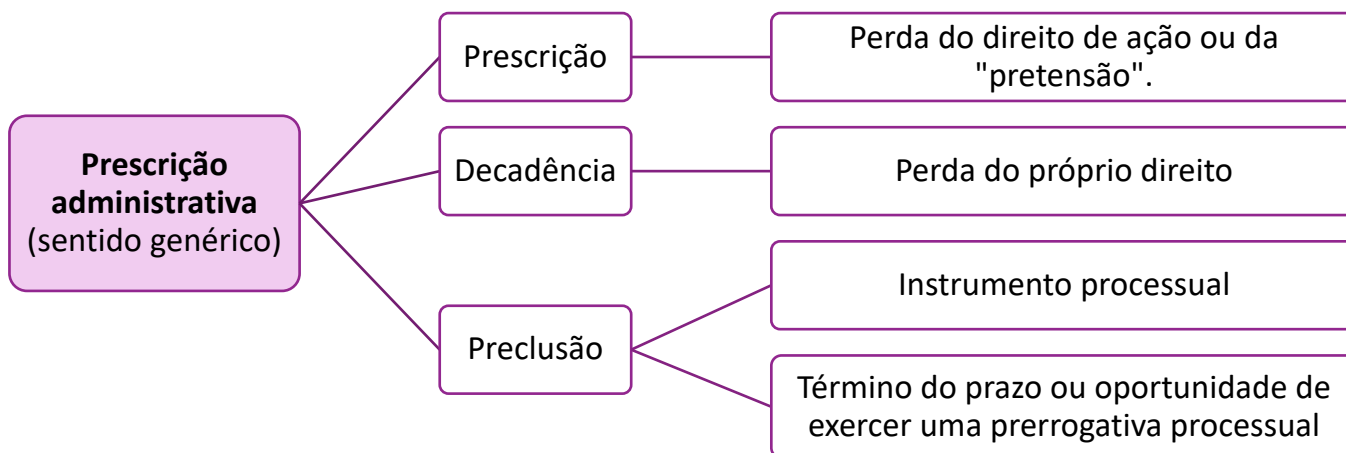 Prescrição
administrativa
(sentido genérico)
Prescrição
Perda do direito de ação ou da
"pretensão".
Decadência
Perda do próprio direito
Preclusão
Instrumento processual
Término do prazo ou oportunidade de
exercer uma prerrogativa processual